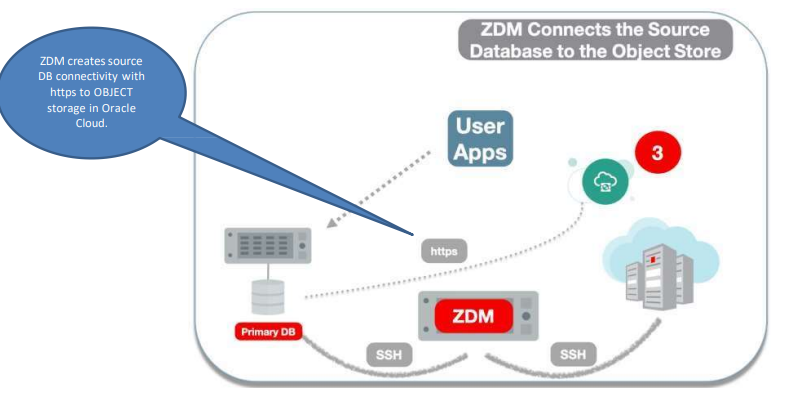 ZDM Connects the Source
Database to the Object Store
ZDM creates source
DB connectivity with
https to OBJECT
storage in Oracle
Cloud.
User
Apps
3
https
ZDM
Primary DB
SSH
SSH